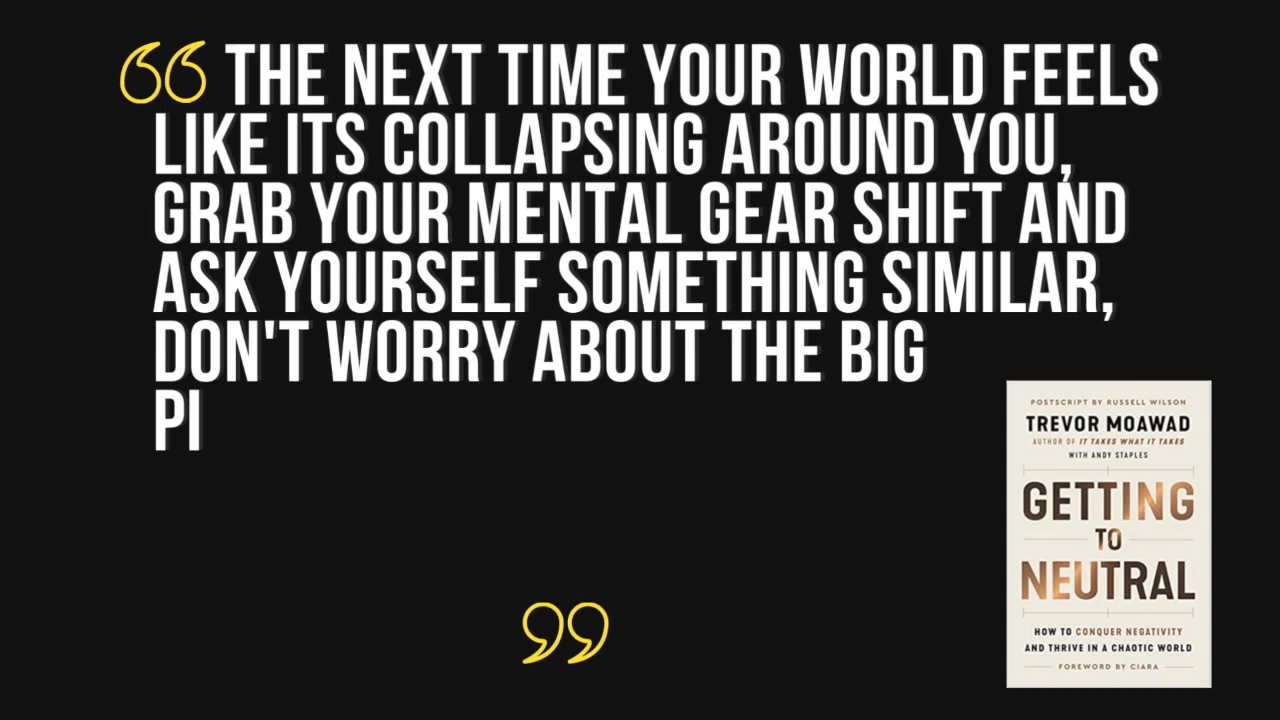 “ THE NEXT TIME YOUR WORLD FEELS
LIKE ITS COLLAPSING AROUND YOU,
GRAB YOUR MENTAL GEAR SHIFT AND
ASK YOURSELF SOMETHING SIMILAR,
DON'T WORRY ABOUT THE BIG
PI
”
POSTSCRIPT BY RUSSELL WILSON
TREVOR MOAWAD
AUTHOR OF IT TAKES WHAT IT TAKES
WITH ANDY STAPLES
GETTING
TO
NEUTRAL
HOW TO CONQUER NEGATIVITY
AND THRIVE IN A CHAOTIC WORLD
FOREWORD BY CIARA